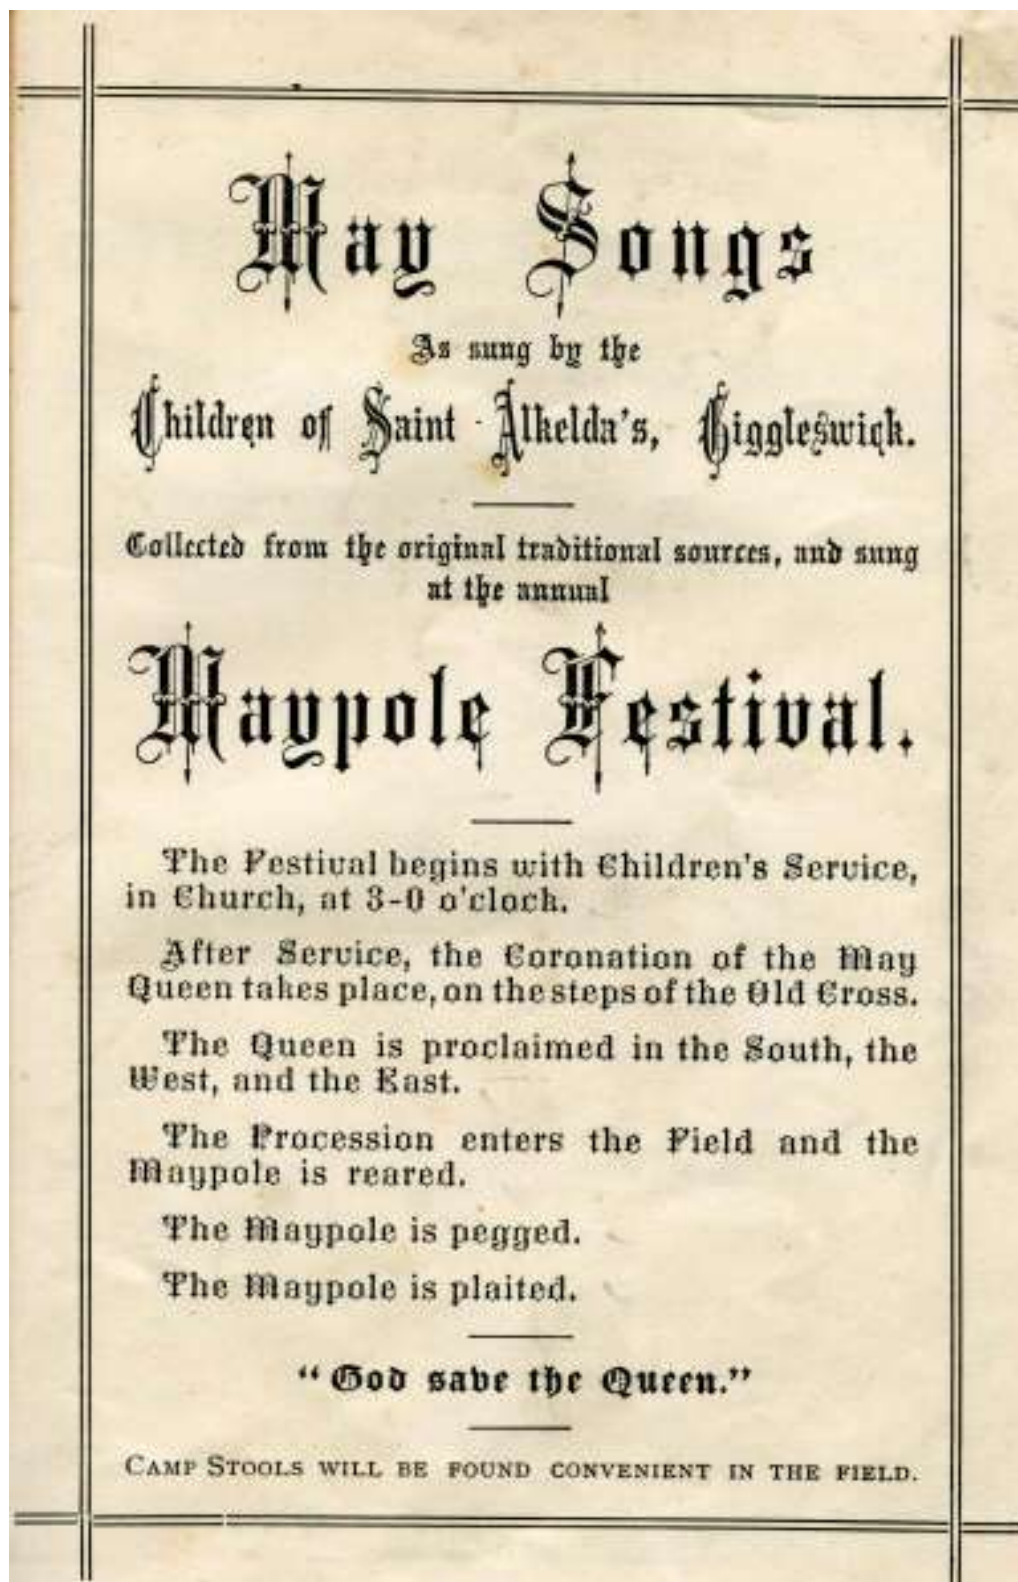 May Songs
As sung by the
Children of Saint Alkelda's, Giggleswick.
Collected from the original traditional sources, and sung
at the annual
Maypole Festival.
The Festival begins with Children's Service,
in Church, at 3-0 o'clock.
After Service, the Coronation of the May
Queen takes place, on the steps of the Old Cross.
The Queen is proclaimed in the South, the
West, and the East.
The Procession enters the Field and the
Maypole is reared.
The Maypole is pegged.
The Maypole is plaited.
"God save the Queen."
CAMP STOOLS WILL BE FOUND CONVENIENT IN THE FIELD.